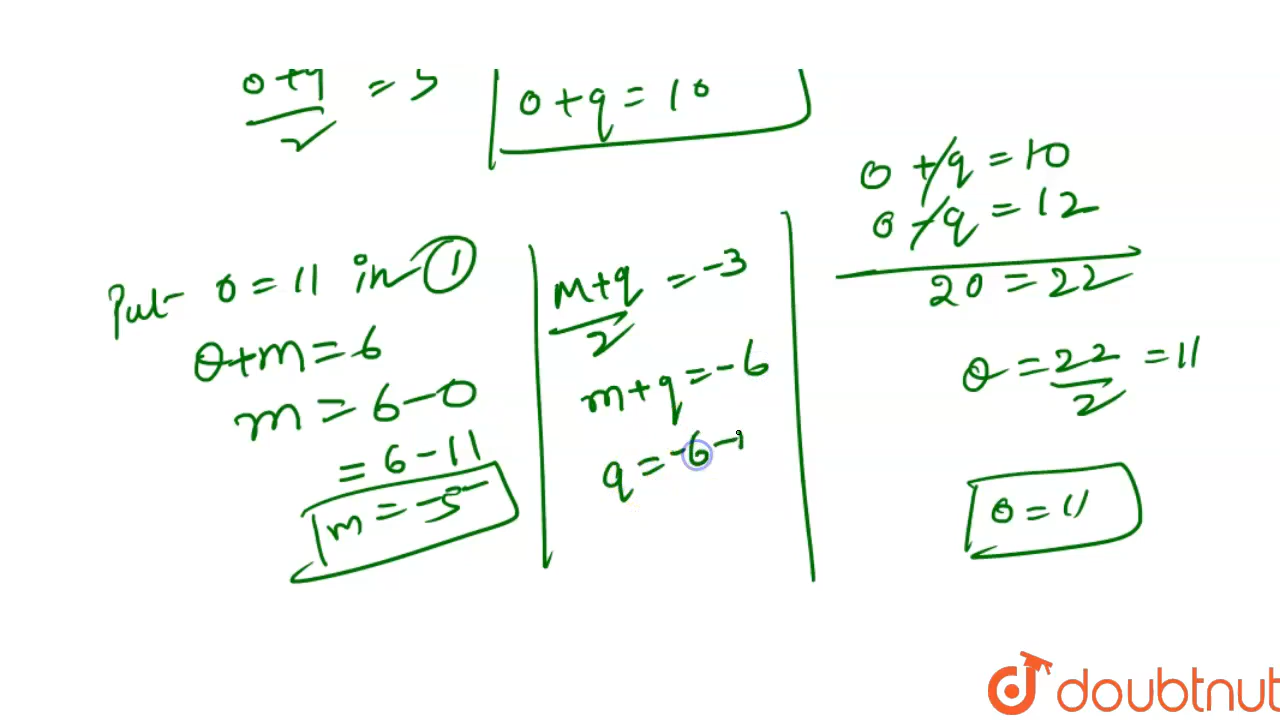 o+q/2 = 5
o+q = 10
Put o = 11 in ①
o+m = 6
m = 6-o
= 6-11
m = -5
m+q/2 = -3
m+q = -6
q = -6-
o+q = 10
o-q = 12
2o = 22
o = 22/2 = 11
o = 11
doubtnut